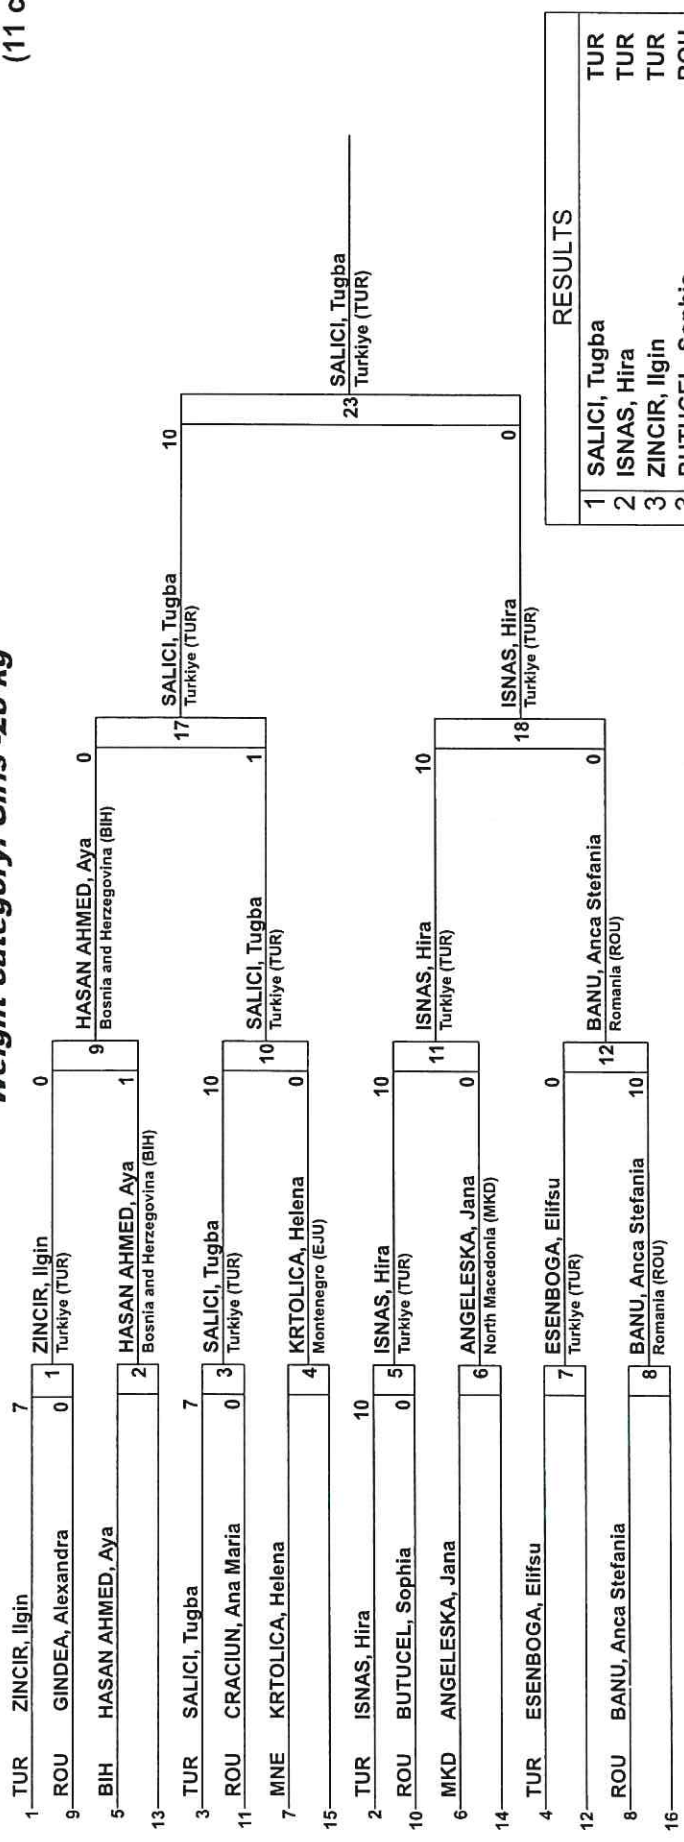 (11 c
Weight category: Girls -28 kg
TUR ZINCIR, Ilgin 7
1
ROU GINDEA, Alexandra 0
9
1
ZINCIR, Ilgin 0
Turkiye (TUR)
BIH HASAN AHMED, Aya
5
13
2
HASAN AHMED, Aya 1
Bosnia and Herzegovina (BIH)
9
HASAN AHMED, Aya 0
Bosnia and Herzegovina (BIH)
TUR SALICI, Tugba 7
3
ROU CRACIUN, Ana Maria 0
11
3
SALICI, Tugba 10
Turkiye (TUR)
MNE KRTOLICA, Helena
7
15
4
KRTOLICA, Helena 0
Montenegro (EJU)
10
SALICI, Tugba 1
Turkiye (TUR)
17
SALICI, Tugba 10
Turkiye (TUR)
TUR ISNAS, Hira 10
2
ROU BUTUCEL, Sophia 0
10
5
ISNAS, Hira 10
Turkiye (TUR)
MKD ANGELESKA, Jana
6
14
6
ANGELESKA, Jana 0
North Macedonia (MKD)
11
ISNAS, Hira 10
Turkiye (TUR)
TUR ESENBOGA, Elifsu
4
12
7
ESENBOGA, Elifsu 0
Turkiye (TUR)
ROU BANU, Anca Stefania
8
16
8
BANU, Anca Stefania 10
Romania (ROU)
12
BANU, Anca Stefania 0
Romania (ROU)
18
ISNAS, Hira 0
Turkiye (TUR)
23
SALICI, Tugba
Turkiye (TUR)
RESULTS
1 SALICI, Tugba TUR
2 ISNAS, Hira TUR
3 ZINCIR, Ilgin TUR
3 BUTUCEL, Sophia ROU